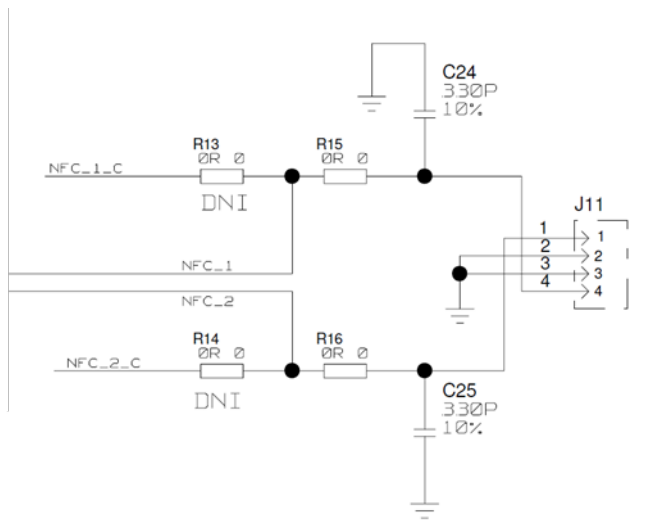 C24
330P
10%
R13
0R 0
R15
0R 0
NFC_1_C
DNI
J11
1 1
2 2
3 3
4 4
NFC_1
NFC_2
R14
0R 0
R16
0R 0
NFC_2_C
DNI
C25
330P
10%